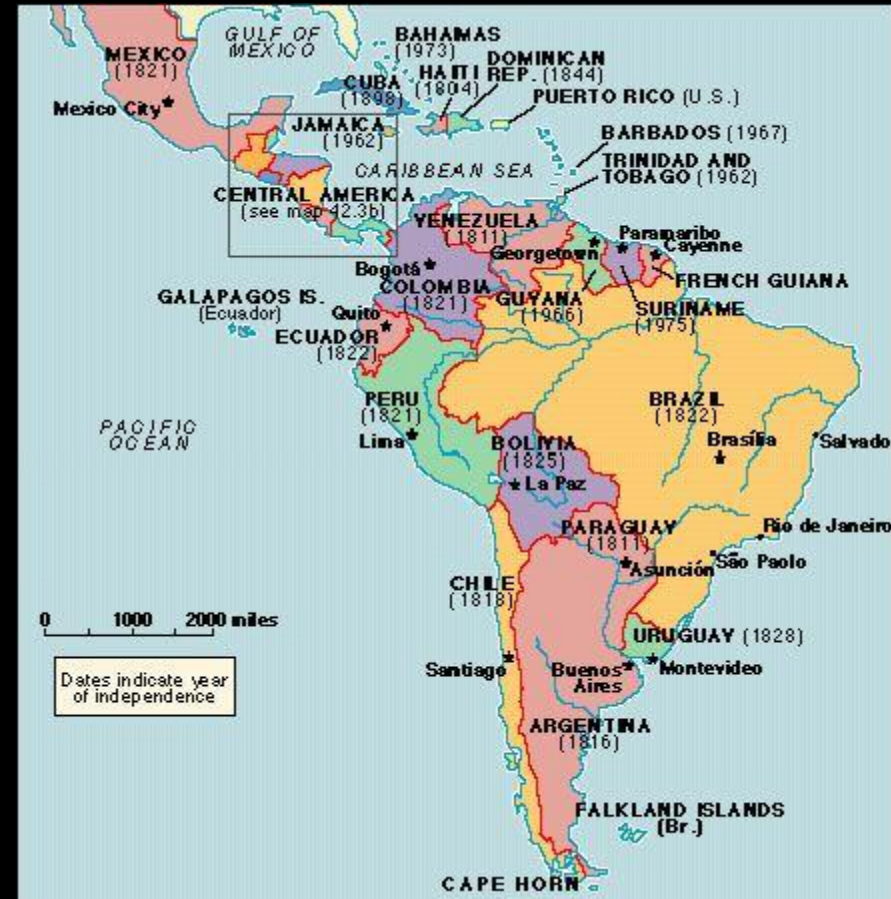 GULF OF
MEXICO
BAHAMAS
(1973)
MEXICO
(1821)
Mexico City
CUBA
(1898)
HAITI
(1804)
DOMINICAN
REP. (1844)
PUERTO RICO (U.S.)
JAMAICA
(1962)
BARBADOS (1967)
CARIBBEAN SEA
TRINIDAD AND
TOBAGO (1962)
CENTRAL AMERICA
(see map 42.3b)
VENEZUELA
(1811)
Paramaribo
Georgetown
Cayenne
Bogotá
COLOMBIA
(1821)
GUYANA
(1966)
FRENCH GUIANA
SURINAME
(1975)
GALAPAGOS IS.
(Ecuador)
Quito
ECUADOR
(1822)
PERU
(1821)
Lima
BRAZIL
(1822)
Brasília
Salvado
PACIFIC
OCEAN
BOLIVIA
(1825)
La Paz
PARAGUAY
(1811)
Asunción
Rio de Janeiro
São Paolo
CHILE
(1818)
0 1000 2000 miles
URUGUAY (1828)
Dates indicate year
of independence
Santiago
Buenos
Aires
Montevideo
ARGENTINA
(1816)
FALKLAND ISLANDS
(Br.)
CAPE HORN